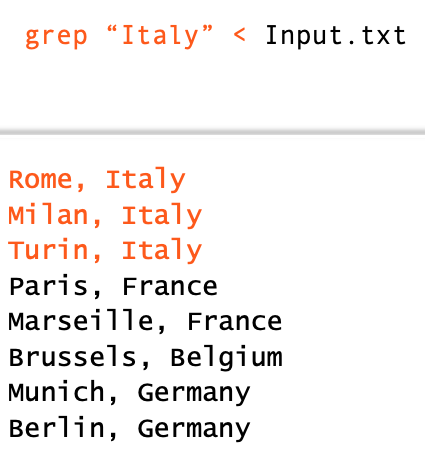 grep “Italy” < Input.txt
Rome, Italy
Milan, Italy
Turin, Italy
Paris, France
Marseille, France
Brussels, Belgium
Munich, Germany
Berlin, Germany